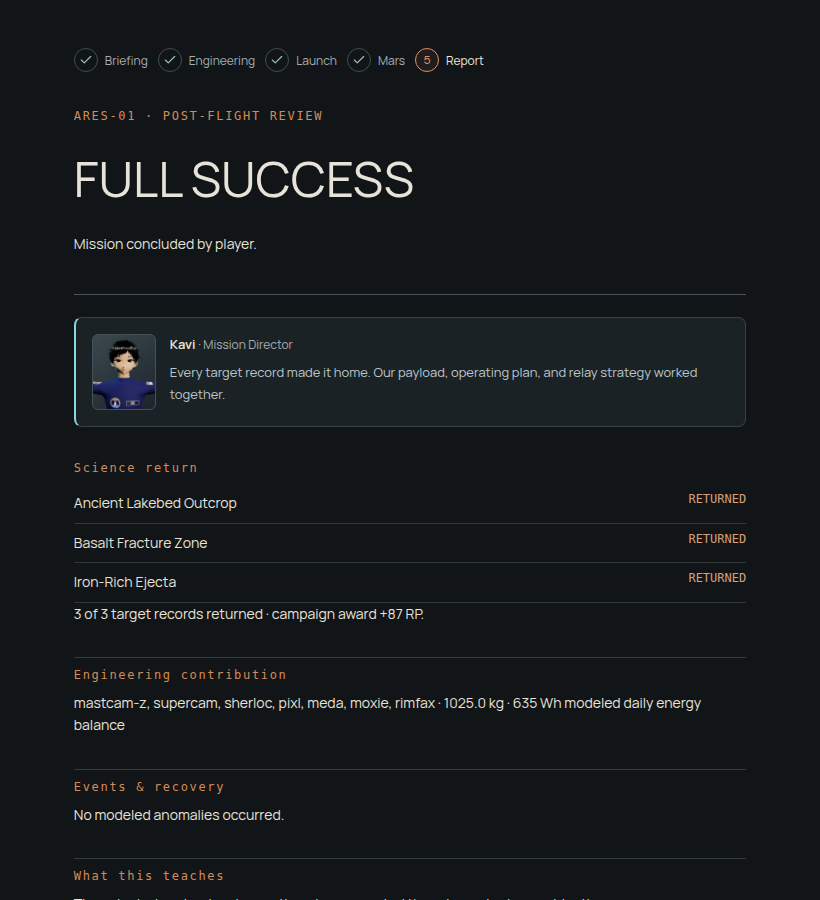 Briefing Engineering Launch Mars 5 Report
ARES-01 · POST-FLIGHT REVIEW
FULL SUCCESS
Mission concluded by player.
Kavi · Mission Director
Every target record made it home. Our payload, operating plan, and relay strategy worked
together.
Science return
Ancient Lakebed Outcrop RETURNED
Basalt Fracture Zone RETURNED
Iron-Rich Ejecta RETURNED
3 of 3 target records returned · campaign award +87 RP.
Engineering contribution
mastcam-z, supercam, sherloc, pixl, meda, moxie, rimfax · 1025.0 kg · 635 Wh modeled daily energy
balance
Events & recovery
No modeled anomalies occurred.
What this teaches